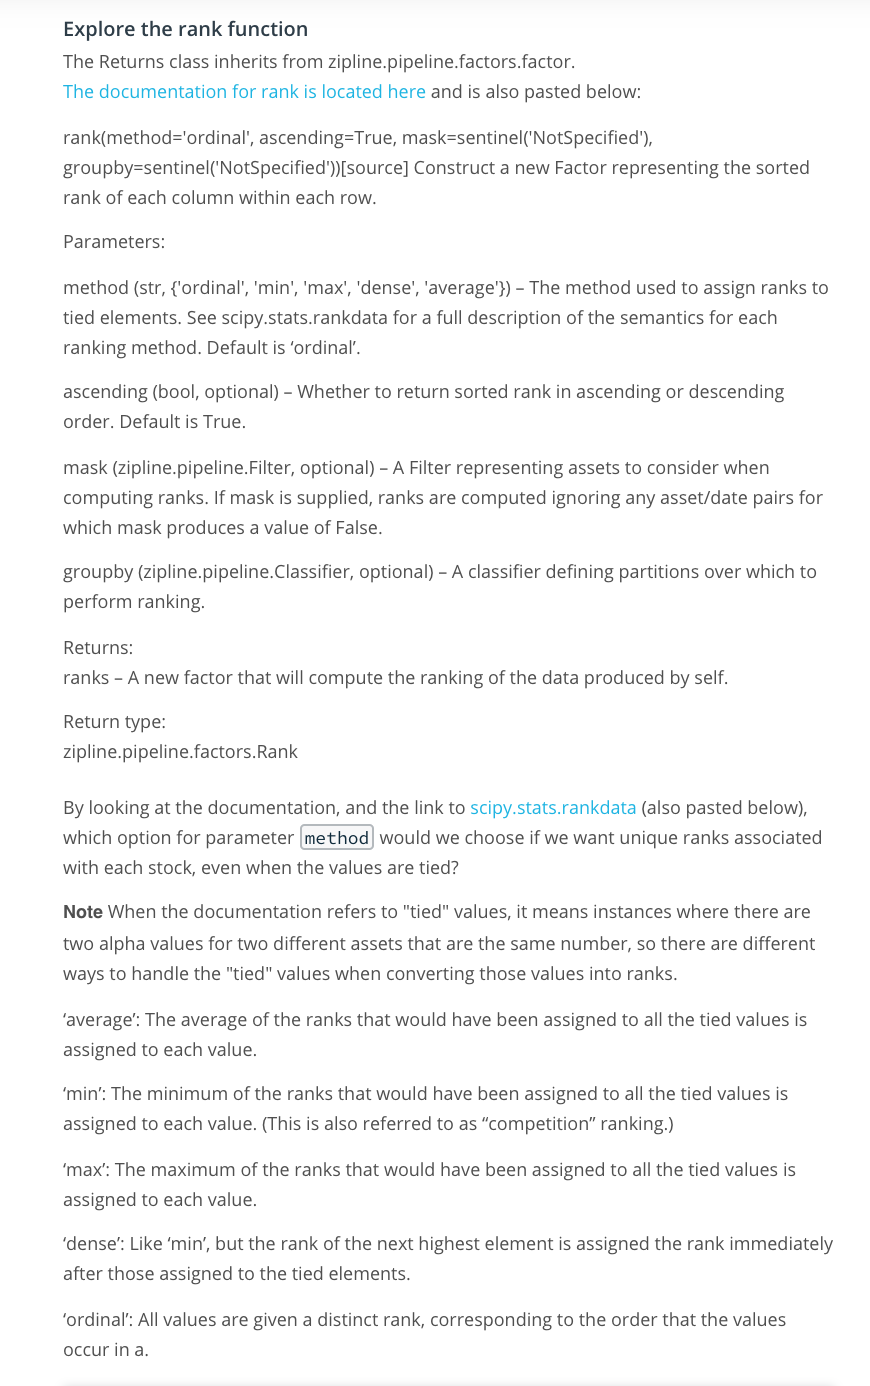 Explore the rank function
The Returns class inherits from zipline.pipeline.factors.factor.
The documentation for rank is located here and is also pasted below:
rank(method='ordinal', ascending=True, mask=sentinel('NotSpecified'),
groupby=sentinel('NotSpecified'))[source] Construct a new Factor representing the sorted
rank of each column within each row.
Parameters:
method (str, {'ordinal', 'min', 'max', 'dense', 'average'}) – The method used to assign ranks to
tied elements. See scipy.stats.rankdata for a full description of the semantics for each
ranking method. Default is ‘ordinal’.
ascending (bool, optional) – Whether to return sorted rank in ascending or descending
order. Default is True.
mask (zipline.pipeline.Filter, optional) – A Filter representing assets to consider when
computing ranks. If mask is supplied, ranks are computed ignoring any asset/date pairs for
which mask produces a value of False.
groupby (zipline.pipeline.Classifier, optional) – A classifier defining partitions over which to
perform ranking.
Returns:
ranks – A new factor that will compute the ranking of the data produced by self.
Return type:
zipline.pipeline.factors.Rank
By looking at the documentation, and the link to scipy.stats.rankdata (also pasted below),
which option for parameter method would we choose if we want unique ranks associated
with each stock, even when the values are tied?
Note When the documentation refers to "tied" values, it means instances where there are
two alpha values for two different assets that are the same number, so there are different
ways to handle the "tied" values when converting those values into ranks.
‘average’: The average of the ranks that would have been assigned to all the tied values is
assigned to each value.
‘min’: The minimum of the ranks that would have been assigned to all the tied values is
assigned to each value. (This is also referred to as “competition” ranking.)
‘max’: The maximum of the ranks that would have been assigned to all the tied values is
assigned to each value.
‘dense’: Like ‘min’, but the rank of the next highest element is assigned the rank immediately
after those assigned to the tied elements.
‘ordinal’: All values are given a distinct rank, corresponding to the order that the values
occur in a.